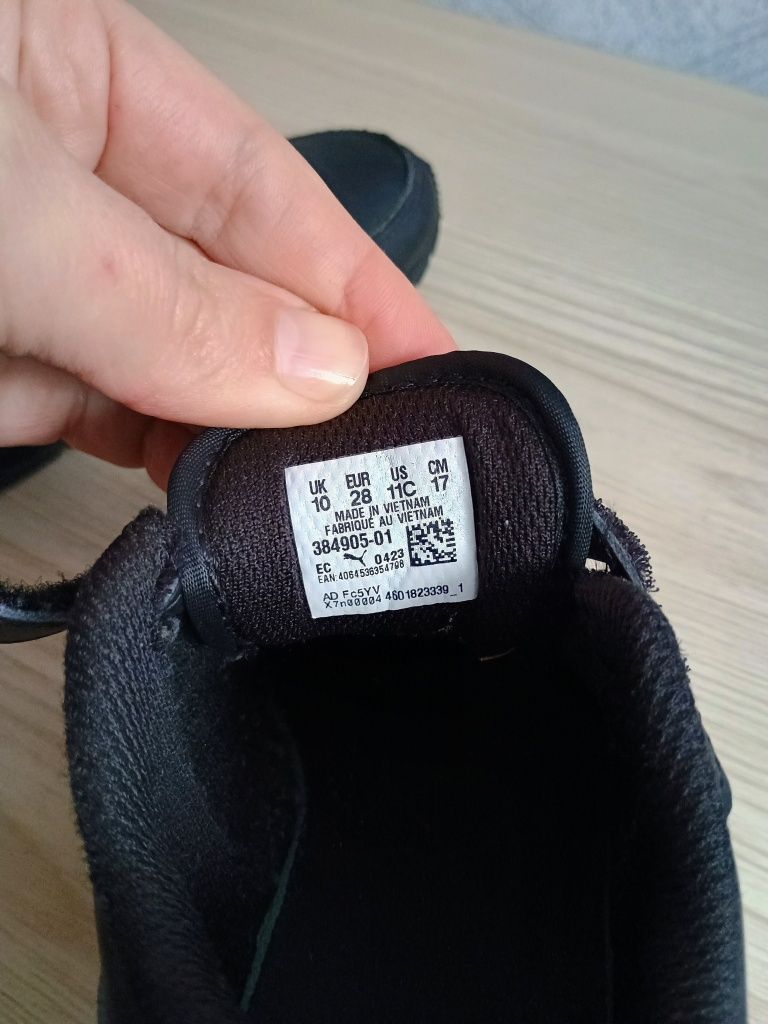 UK EUR US CM
10 28 11C 17
MADE IN VIETNAM
FABRIQUÉ AU VIETNAM
384905-01
EC 0423
EAN:4064536354798
AD Fc5YV
X7n00004 4601823339_1